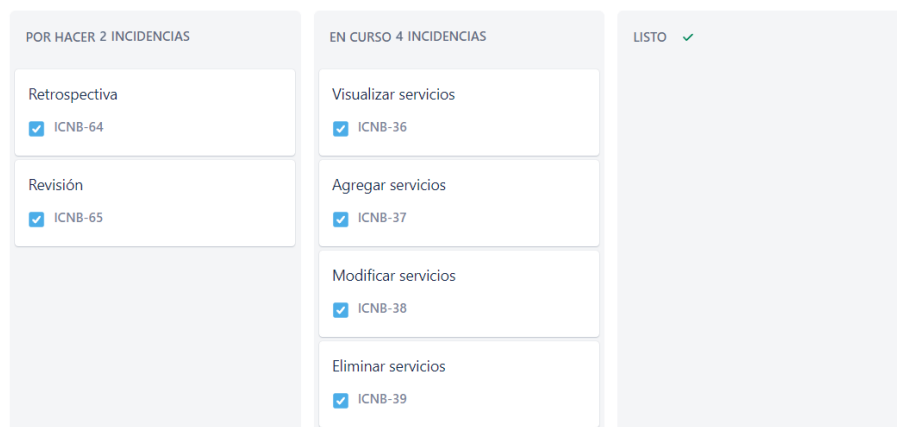 POR HACER 2 INCIDENCIAS
Retrospectiva
ICNB-64
Revisión
ICNB-65
EN CURSO 4 INCIDENCIAS
Visualizar servicios
ICNB-36
Agregar servicios
ICNB-37
Modificar servicios
ICNB-38
Eliminar servicios
ICNB-39
LISTO